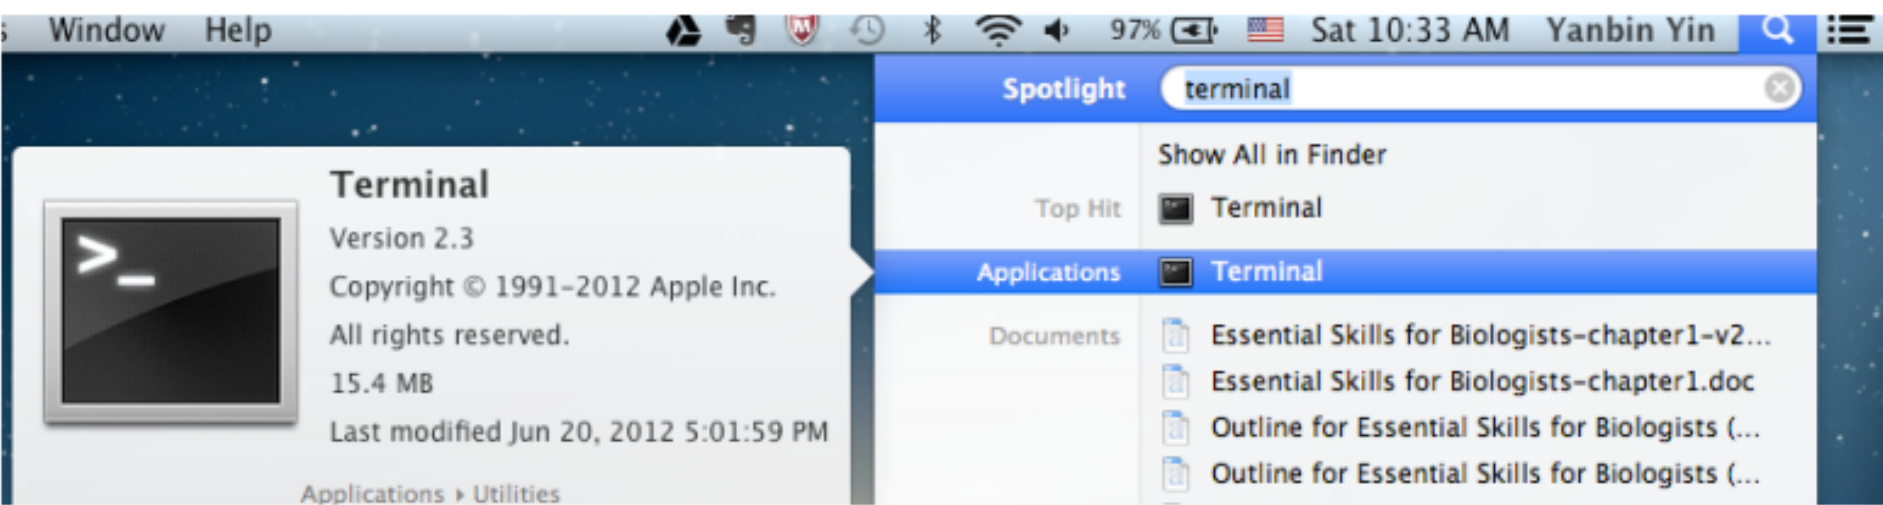 Window Help 97% Sat 10:33 AM Yanbin Yin
Spotlight terminal
Show All in Finder
Top Hit Terminal
Applications Terminal
Documents Essential Skills for Biologists-chapter1-v2...
Essential Skills for Biologists-chapter1.doc
Outline for Essential Skills for Biologists (...
Outline for Essential Skills for Biologists (...
>_
Terminal
Version 2.3
Copyright © 1991-2012 Apple Inc.
All rights reserved.
15.4 MB
Last modified Jun 20, 2012 5:01:59 PM
Applications ▸ Utilities